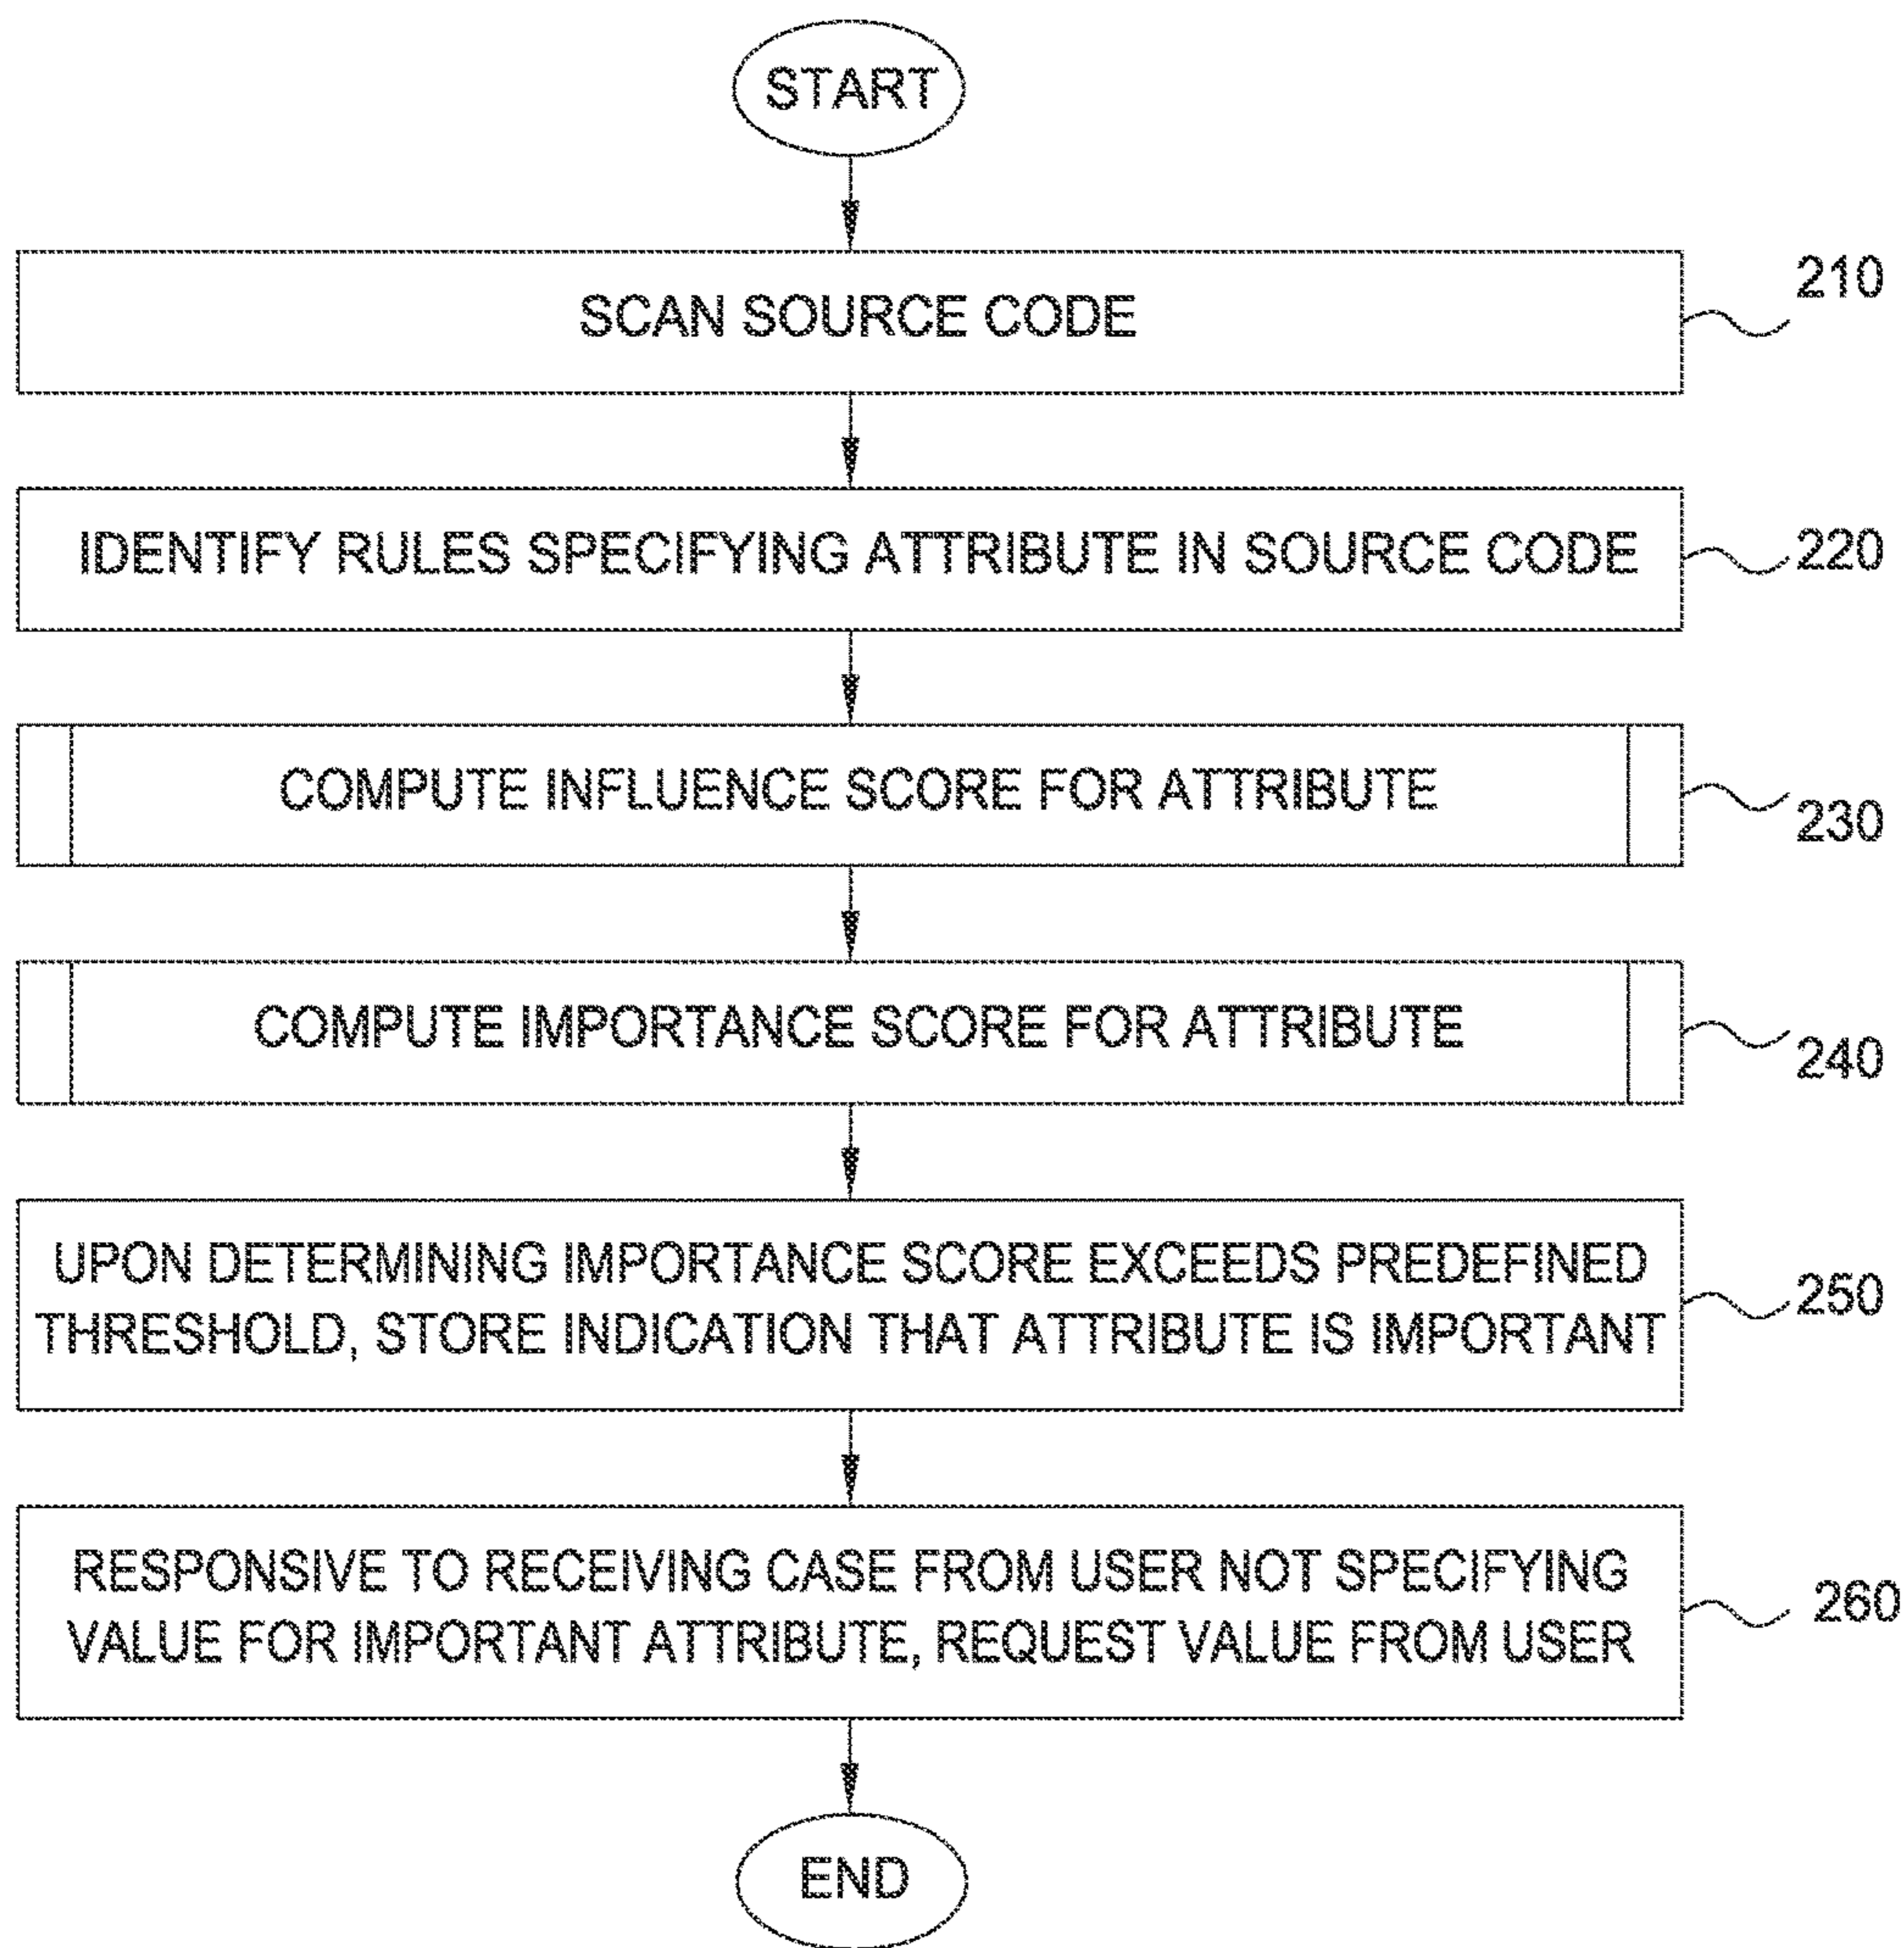 START
SCAN SOURCE CODE
210
IDENTIFY RULES SPECIFYING ATTRIBUTE IN SOURCE CODE
220
COMPUTE INFLUENCE SCORE FOR ATTRIBUTE
230
COMPUTE IMPORTANCE SCORE FOR ATTRIBUTE
240
UPON DETERMINING IMPORTANCE SCORE EXCEEDS PREDEFINED
THRESHOLD, STORE INDICATION THAT ATTRIBUTE IS IMPORTANT
250
RESPONSIVE TO RECEIVING CASE FROM USER NOT SPECIFYING
VALUE FOR IMPORTANT ATTRIBUTE, REQUEST VALUE FROM USER
260
END